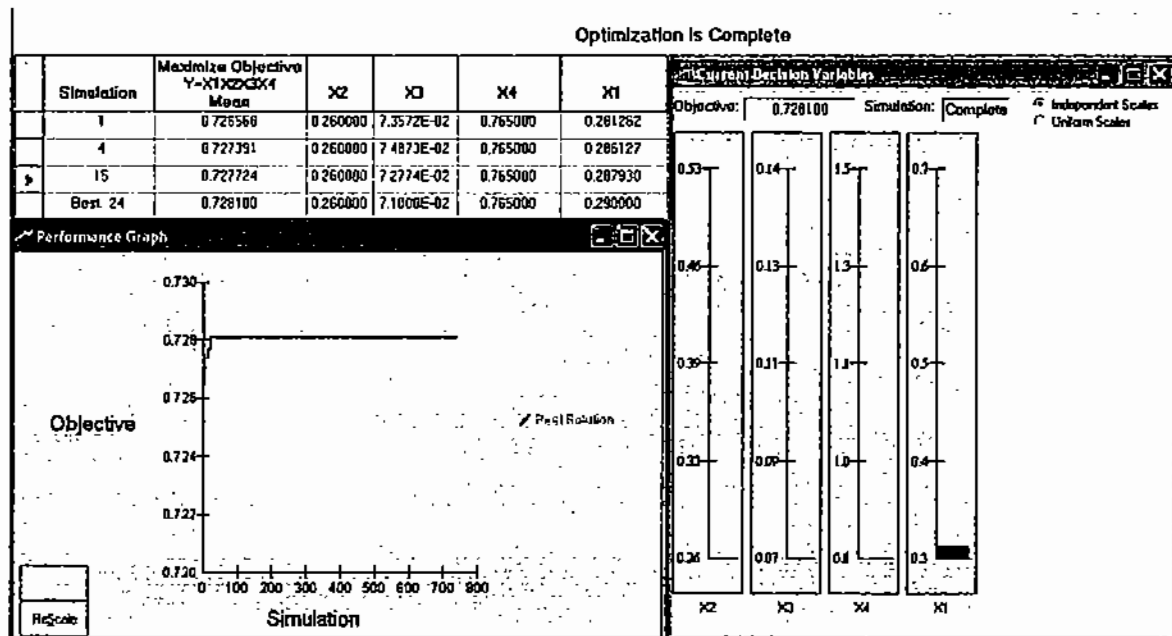 Optimization is Complete
Simulation
Maximize Objective
Y=X1X2X3X4
Mean
X2
X3
X4
X1
1 0.726568 0.260000 7.3572E-02 0.765000 0.281262
4 0.727391 0.260000 7.4873E-02 0.765000 0.286127
15 0.727724 0.260000 7.2774E-02 0.765000 0.287930
Best 24 0.728100 0.260000 7.1000E-02 0.765000 0.290000
Current Decision Variables
Objective: 0.728100 Simulation: Complete
Independent Scales
Uniform Scales
0.53
0.46
0.39
0.33
0.26
X2
0.14
0.13
0.11
0.09
0.07
X3
1.5
1.3
1.1
1.0
0.8
X4
0.7
0.6
0.5
0.4
0.3
X1
Performance Graph
0.730
0.728
0.726
0.724
0.722
0.720
Objective
Best Solution
0 100 200 300 400 500 600 700 800
Simulation
ReScale